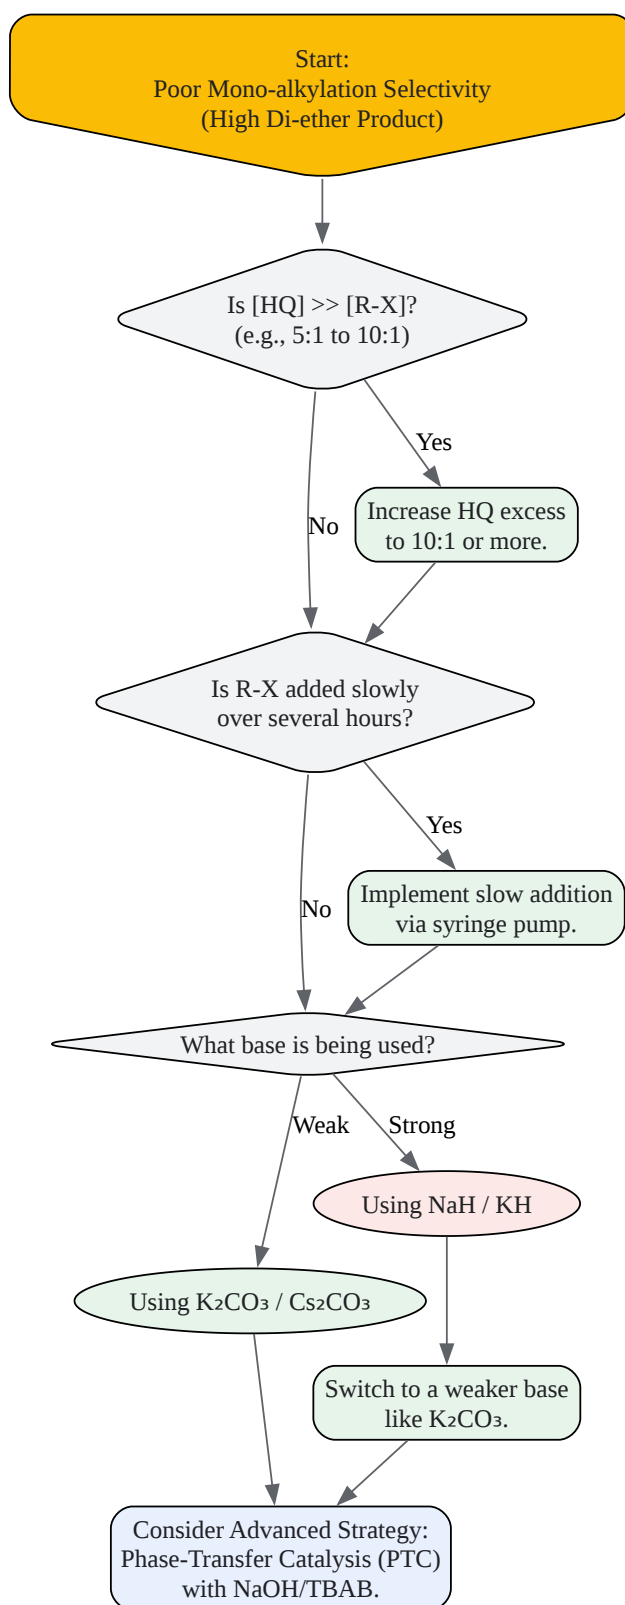 Start:
Poor Mono-alkylation Selectivity
(High Di-ether Product)
Is [HQ] >> [R-X]?
(e.g., 5:1 to 10:1)
Yes
No
Increase HQ excess
to 10:1 or more.
Is R-X added slowly
over several hours?
Yes
No
Implement slow addition
via syringe pump.
What base is being used?
Weak
Strong
Using NaH / KH
Using K₂CO₃ / Cs₂CO₃
Switch to a weaker base
like K₂CO₃.
Consider Advanced Strategy:
Phase-Transfer Catalysis (PTC)
with NaOH/TBAB.